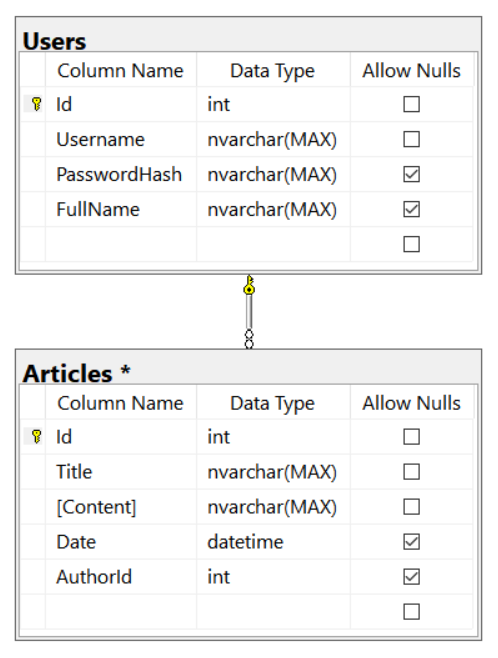 Users
Column Name Data Type Allow Nulls
Id int
Username nvarchar(MAX)
PasswordHash nvarchar(MAX)
FullName nvarchar(MAX)
Articles *
Column Name Data Type Allow Nulls
Id int
Title nvarchar(MAX)
[Content] nvarchar(MAX)
Date datetime
AuthorId int